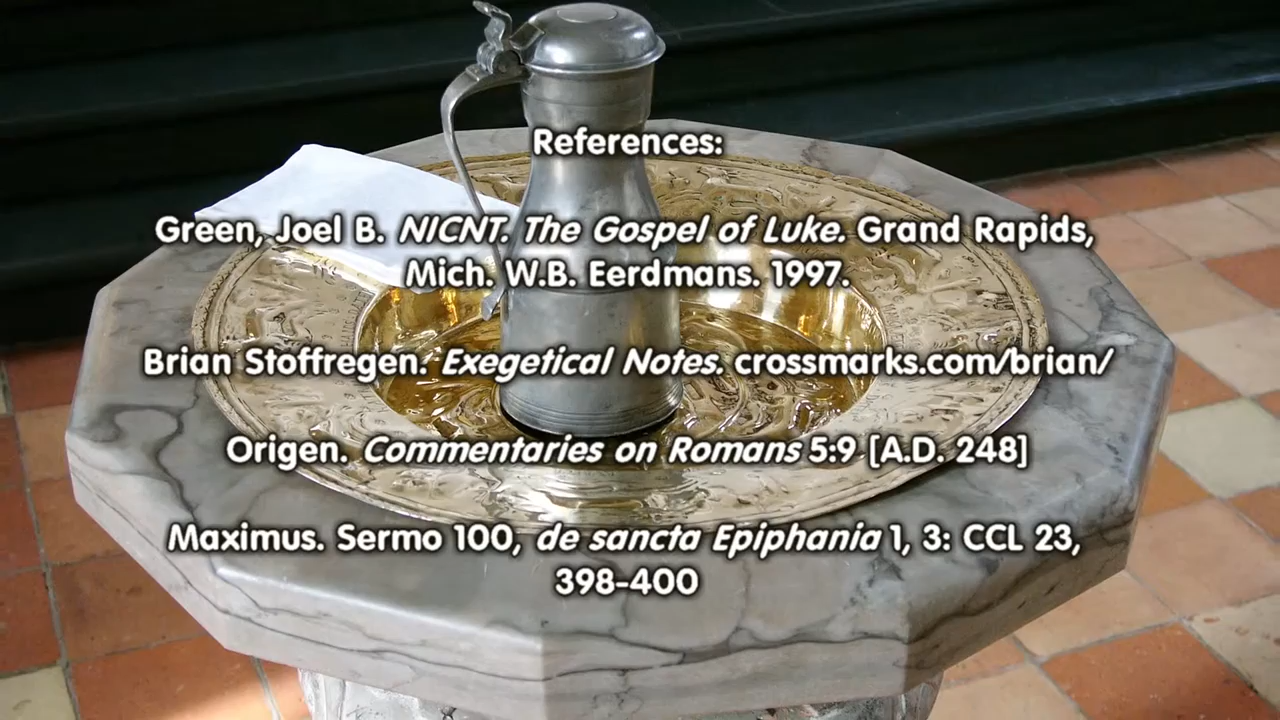 References:
Green, Joel B. NICNT. The Gospel of Luke. Grand Rapids,
Mich. W.B. Eerdmans. 1997.
Brian Stoffregen. Exegetical Notes. crossmarks.com/brian/
Origen. Commentaries on Romans 5:9 [A.D. 248]
Maximus. Sermo 100, de sancta Epiphania 1, 3: CCL 23,
398-400